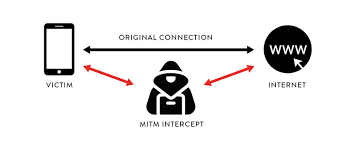 ORIGINAL CONNECTION
WWW
VICTIM
INTERNET
MITM INTERCEPT